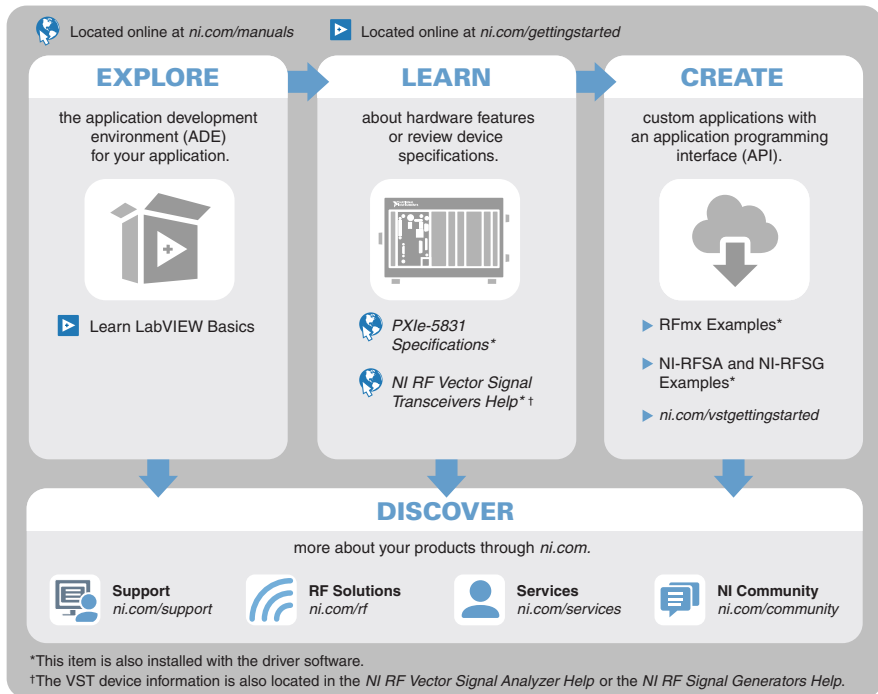 Located online at ni.com/manuals
Located online at ni.com/gettingstarted
EXPLORE
the application development
environment (ADE)
for your application.
Learn LabVIEW Basics
LEARN
about hardware features
or review device
specifications.
PXIe-5831
Specifications*
NI RF Vector Signal
Transceivers Help* †
CREATE
custom applications with
an application programming
interface (API).
RFmx Examples*
NI-RFSA and NI-RFSG
Examples*
ni.com/vstgettingstarted
DISCOVER
more about your products through ni.com.
Support
ni.com/support
RF Solutions
ni.com/rf
Services
ni.com/services
NI Community
ni.com/community
*This item is also installed with the driver software.
†The VST device information is also located in the NI RF Vector Signal Analyzer Help or the NI RF Signal Generators Help.